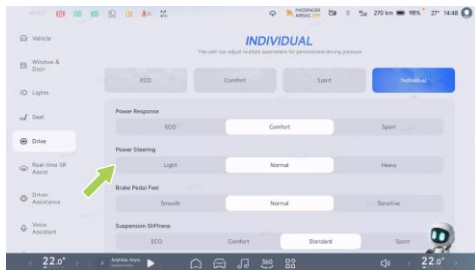 READY
PASSENGER
AIRBAG OFF
270 km 98% 27° 14:48
Vehicle
INDIVIDUAL
The user can adjust multiple parameters for personalized driving pleasure
Window &
Door
ECO Comfort Sport Individual
Lights
Power Response
Seat
ECO Comfort Sport
Drive
Power Steering
Real-time SR
Assist
Light Normal Heavy
Driver
Assistance
Brake Pedal Feel
Smooth Normal Sensitive
Voice
Assistant
Suspension Stiffness
ECO Comfort Standard Sport
22.0° 360 22.0°